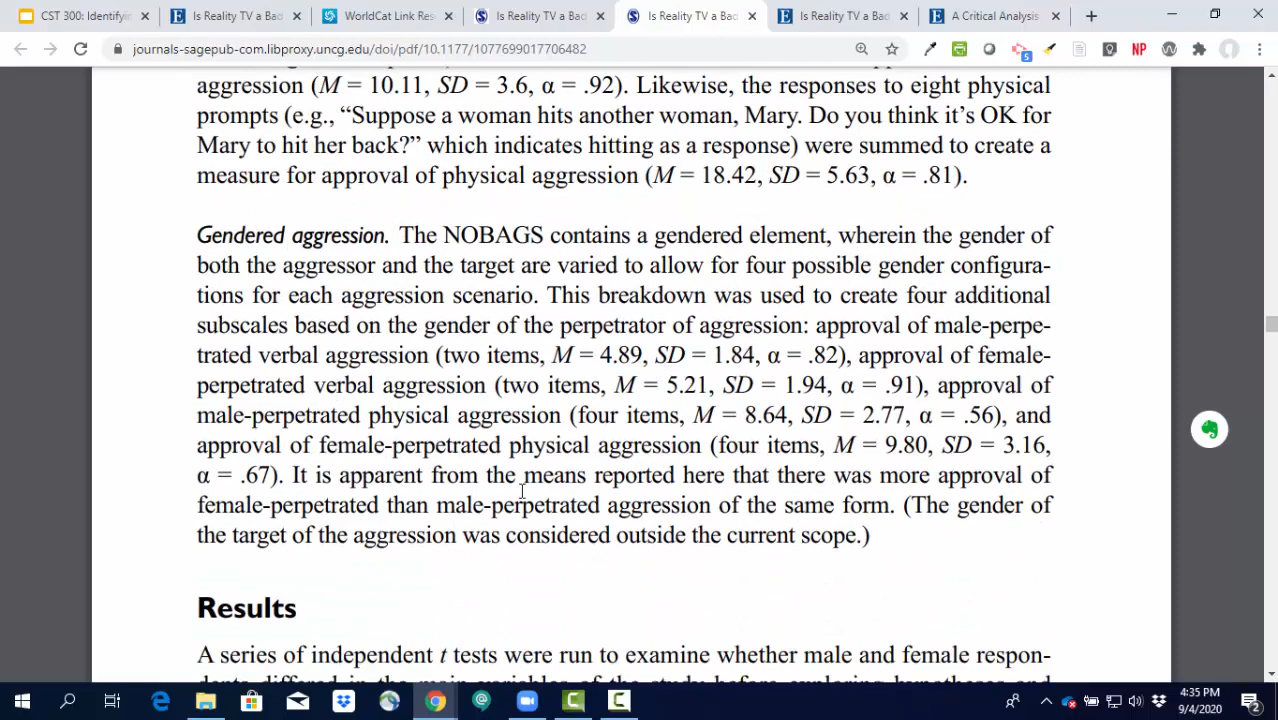 CST 300: Identifyi
Is Reality TV a Bad
WorldCat Link Res
Is Reality TV a Bad
Is Reality TV a Bad
Is Reality TV a Bad
A Critical Analysis
journals-sagepub-com.libproxy.uncg.edu/doi/pdf/10.1177/1077699017706482
5
NP
aggression (M = 10.11, SD = 3.6, α = .92). Likewise, the responses to eight physical
prompts (e.g., “Suppose a woman hits another woman, Mary. Do you think it’s OK for
Mary to hit her back?” which indicates hitting as a response) were summed to create a
measure for approval of physical aggression (M = 18.42, SD = 5.63, α = .81).
Gendered aggression. The NOBAGS contains a gendered element, wherein the gender of
both the aggressor and the target are varied to allow for four possible gender configura-
tions for each aggression scenario. This breakdown was used to create four additional
subscales based on the gender of the perpetrator of aggression: approval of male-perpe-
trated verbal aggression (two items, M = 4.89, SD = 1.84, α = .82), approval of female-
perpetrated verbal aggression (two items, M = 5.21, SD = 1.94, α = .91), approval of
male-perpetrated physical aggression (four items, M = 8.64, SD = 2.77, α = .56), and
approval of female-perpetrated physical aggression (four items, M = 9.80, SD = 3.16,
α = .67). It is apparent from the means reported here that there was more approval of
female-perpetrated than male-perpetrated aggression of the same form. (The gender of
the target of the aggression was considered outside the current scope.)
Results
A series of independent t tests were run to examine whether male and female respon-
4:35 PM
9/4/2020
2